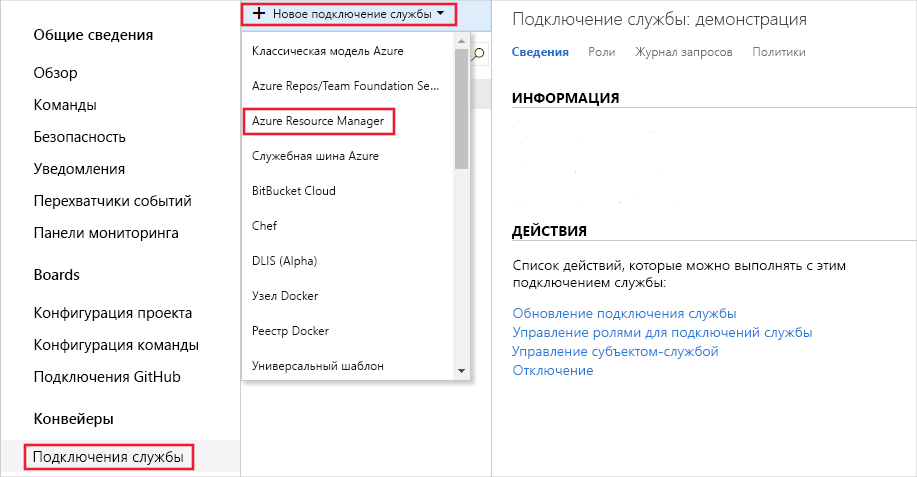 Общие сведения
Обзор
Команды
Безопасность
Уведомления
Перехватчики событий
Панели мониторинга
Boards
Конфигурация проекта
Конфигурация команды
Подключения GitHub
Конвейеры
Подключения службы
+ Новое подключение службы
Классическая модель Azure
Azure Repos/Team Foundation Se...
Azure Resource Manager
Служебная шина Azure
BitBucket Cloud
Chef
DLIS (Alpha)
Узел Docker
Реестр Docker
Универсальный шаблон
Подключение службы: демонстрация
Сведения Роли Журнал запросов Политики
ИНФОРМАЦИЯ
ДЕЙСТВИЯ
Список действий, которые можно выполнять с этим
подключением службы:
Обновление подключения службы
Управление ролями для подключений службы
Управление субъектом-службой
Отключение